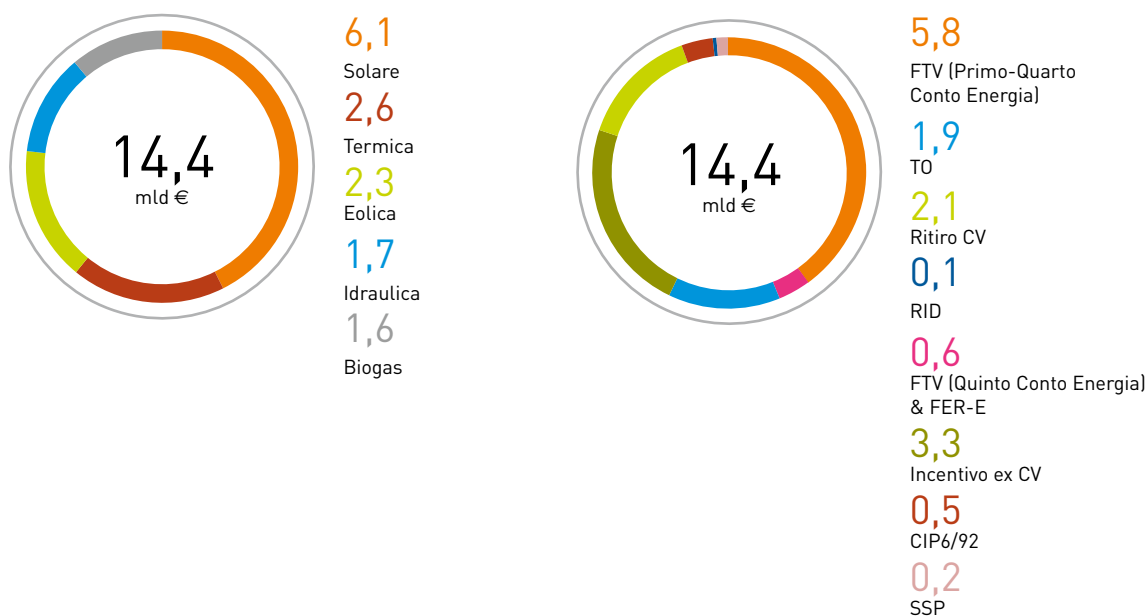 14,4
mld €
6,1
Solare
2,6
Termica
2,3
Eolica
1,7
Idraulica
1,6
Biogas
14,4
mld €
5,8
FTV (Primo-Quarto
Conto Energia)
1,9
TO
2,1
Ritiro CV
0,1
RID
0,6
FTV (Quinto Conto Energia)
& FER-E
3,3
Incentivo ex CV
0,5
CIP6/92
0,2
SSP